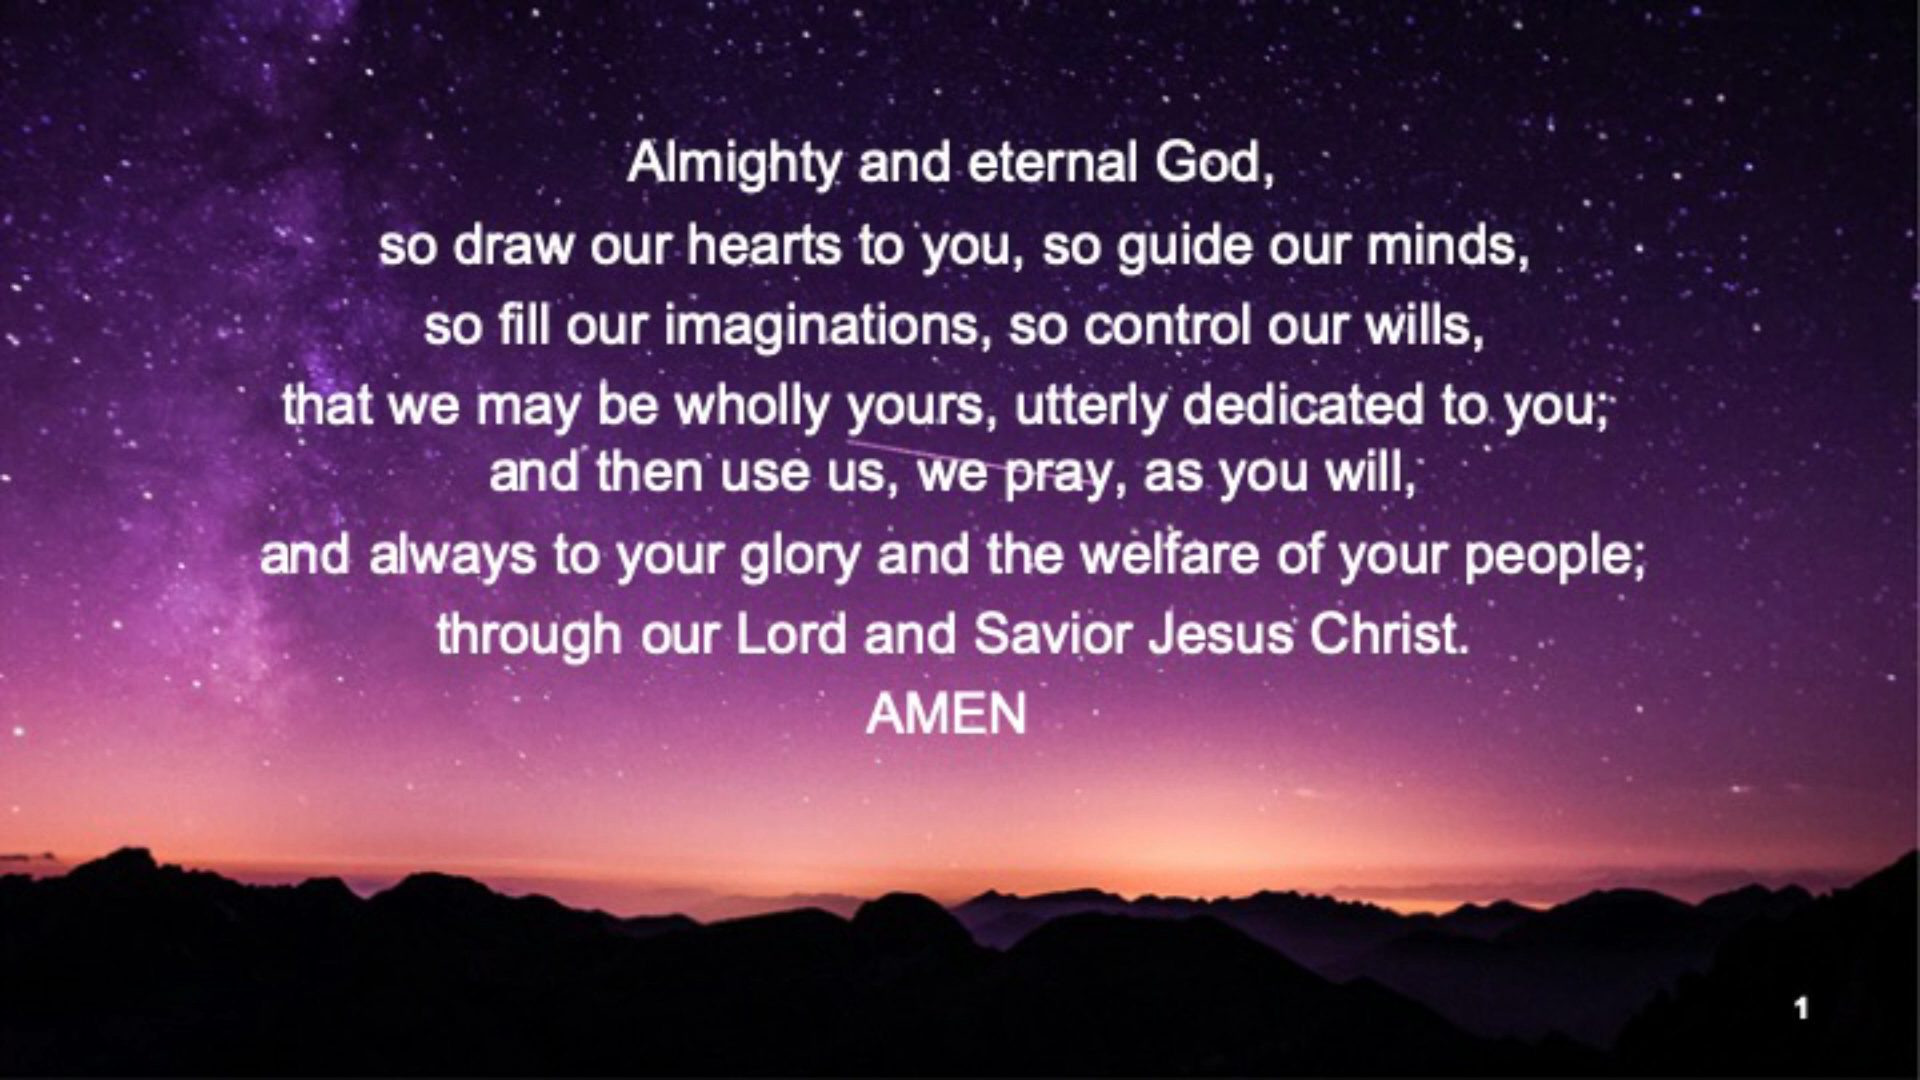 Almighty and eternal God,
so draw our hearts to you, so guide our minds,
so fill our imaginations, so control our wills,
that we may be wholly yours, utterly dedicated to you;
and then use us, we pray, as you will,
and always to your glory and the welfare of your people;
through our Lord and Savior Jesus Christ.
AMEN
1